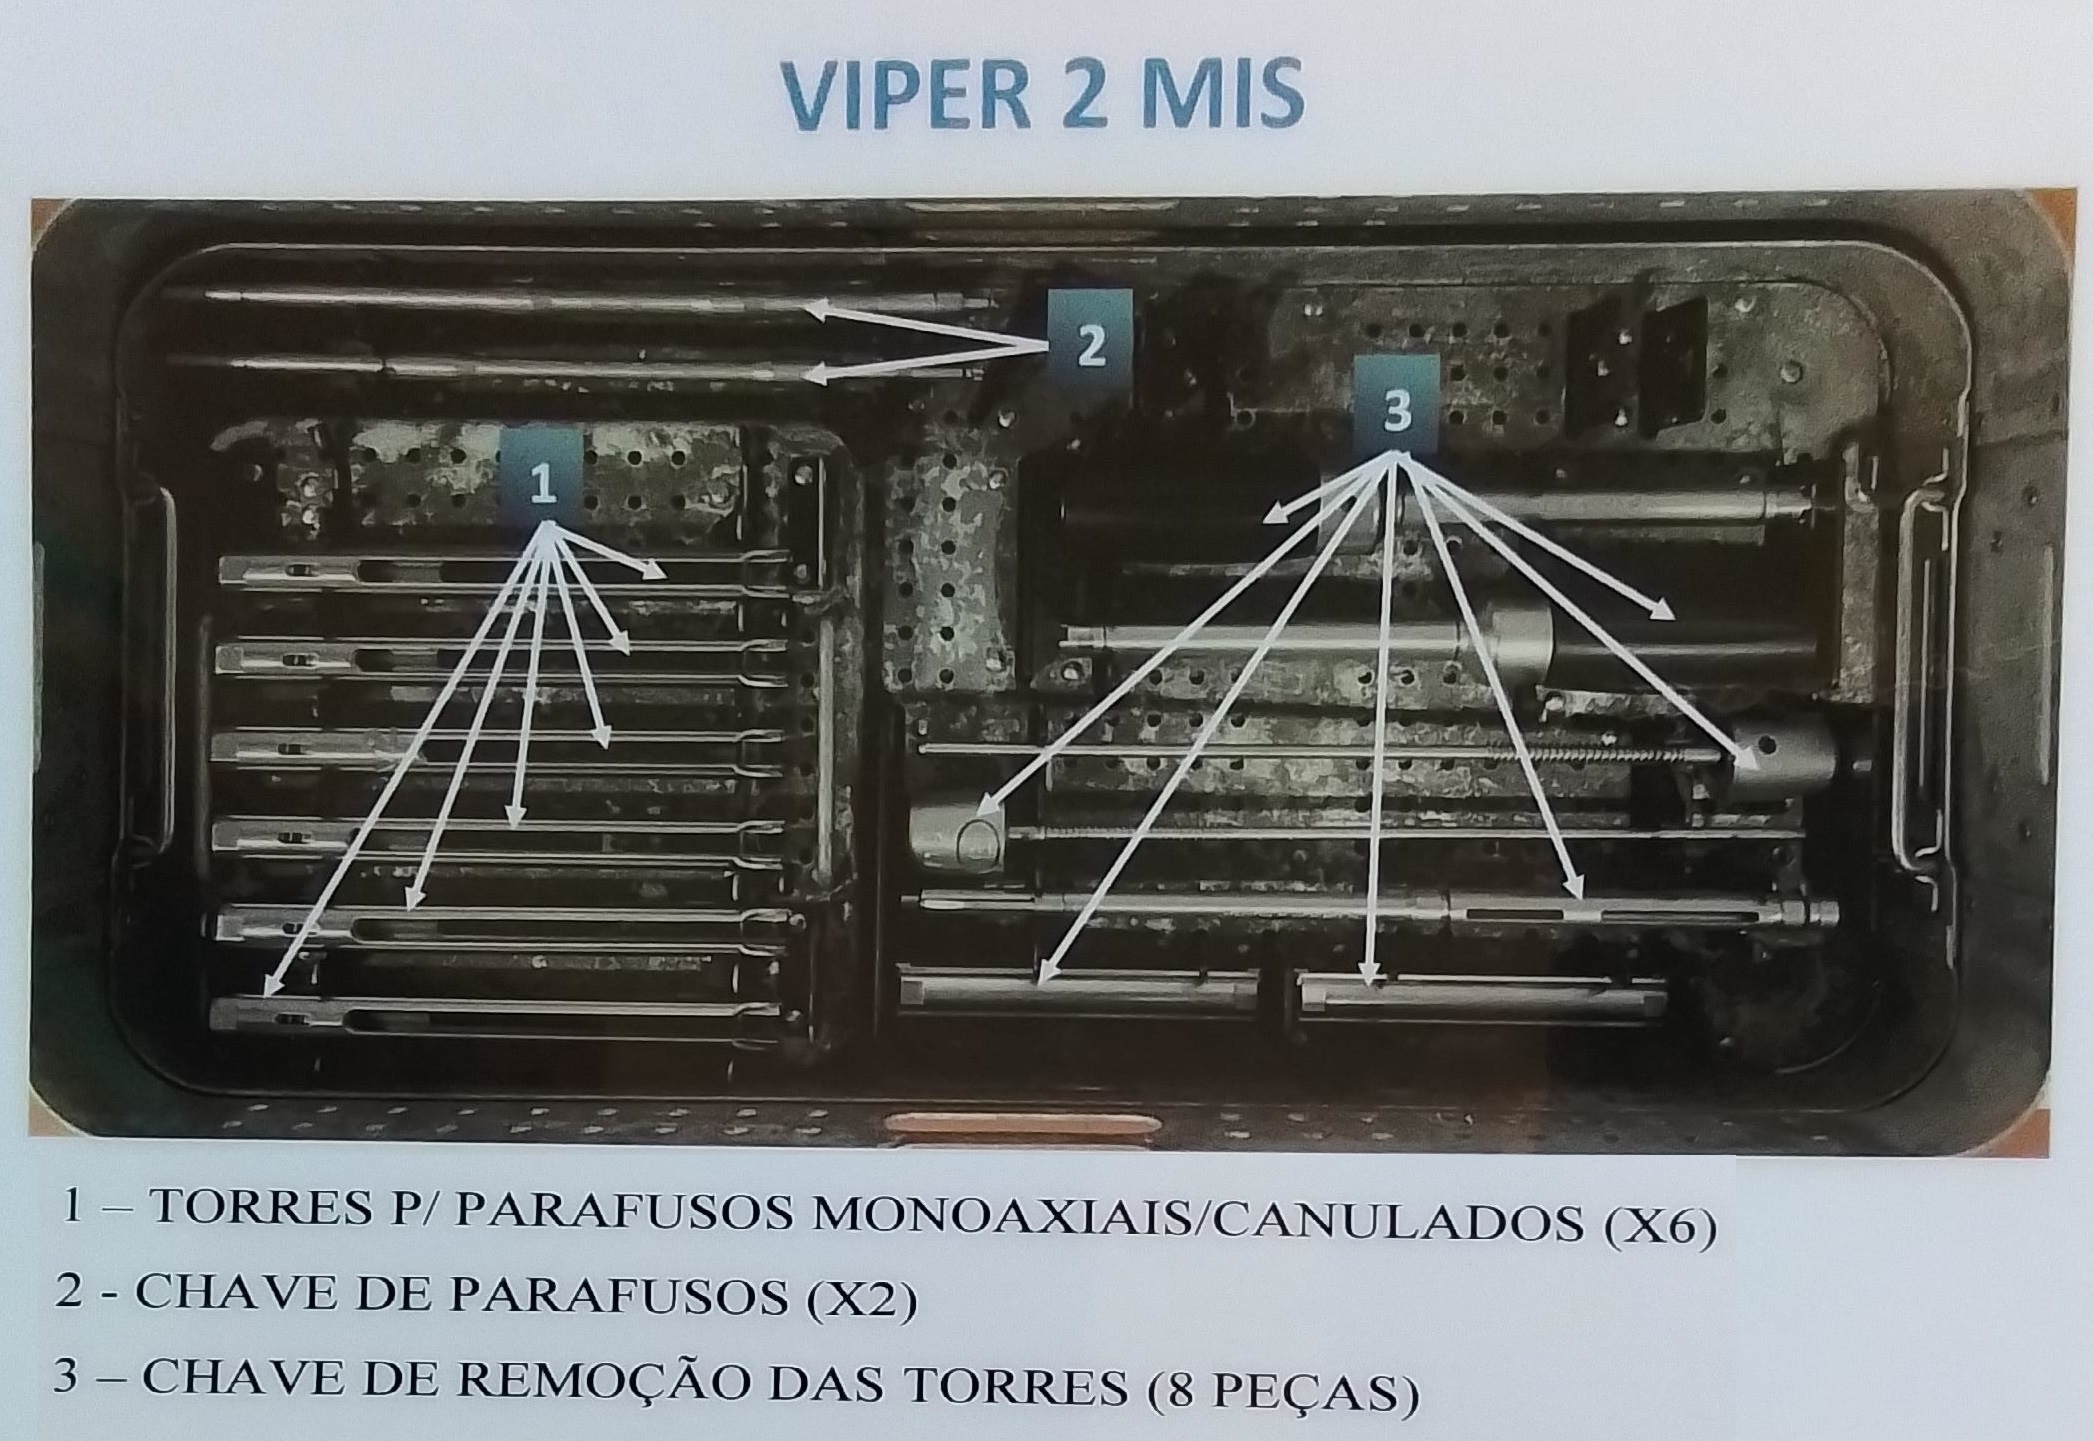 VIPER 2 MIS
2
3
1
1 – TORRES P/ PARAFUSOS MONOAXIAIS/CANULADOS (X6)
2 - CHAVE DE PARAFUSOS (X2)
3 – CHAVE DE REMOÇÃO DAS TORRES (8 PEÇAS)